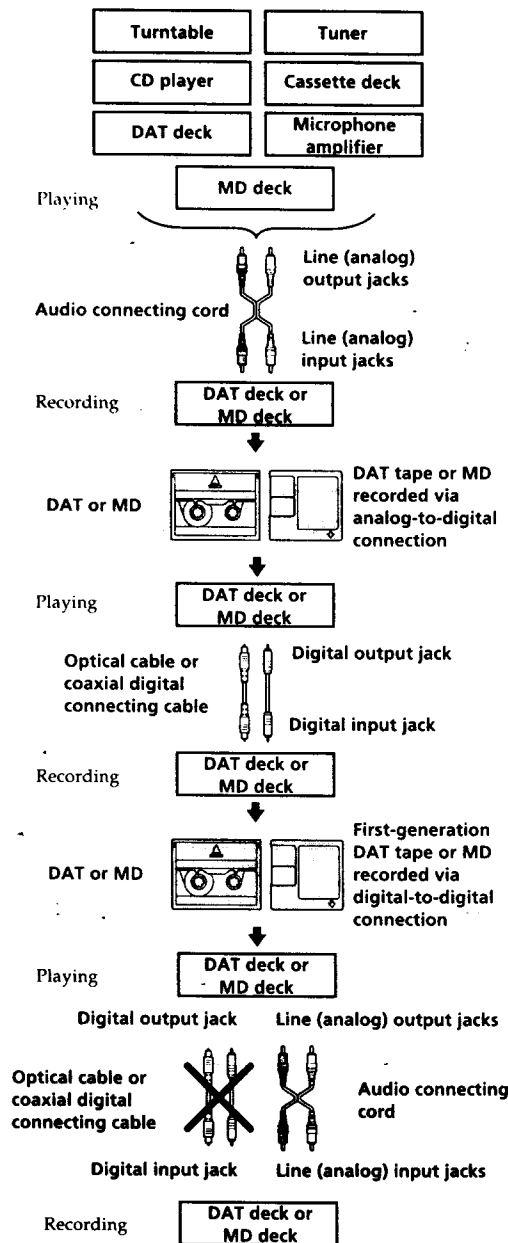 Turntable
Tuner
CD player
Cassette deck
DAT deck
Microphone
amplifier
MD deck
Playing
Line (analog)
output jacks
Audio connecting cord
Line (analog)
input jacks
Recording
DAT deck or
MD deck
DAT or MD
DAT tape or MD
recorded via
analog-to-digital
connection
Playing
DAT deck or
MD deck
Optical cable or
coaxial digital
connecting cable
Digital output jack
Digital input jack
Recording
DAT deck or
MD deck
DAT or MD
First-generation
DAT tape or MD
recorded via
digital-to-digital
connection
Playing
DAT deck or
MD deck
Digital output jack
Line (analog) output jacks
Optical cable or
coaxial digital
connecting cable
Audio connecting
cord
Digital input jack
Line (analog) input jacks
Recording
DAT deck or
MD deck